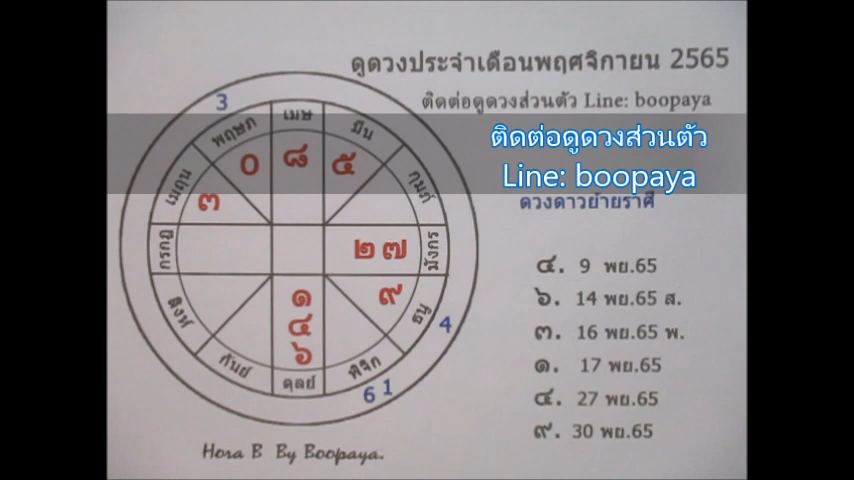 ดูดวงประจำเดือนพฤศจิกายน 2565
ติดต่อดูดวงส่วนตัว Line: boopaya
ติดต่อดูดวงส่วนตัว
Line: boopaya
ดวงดาวย้ายราศี
3
พฤษภ
เมษ
มีน
เมถุน
๐
๘
๕
กุมภ์
๓
กรกฎ
๒ ๗
มังกร
สิงห์
๑
๙
ธนู
๔
4
๖
กันย์
ตุลย์
พิจิก
6 1
๔. 9 พย.65
๖. 14 พย.65 ส.
๓. 16 พย.65 พ.
๑. 17 พย.65
๔. 27 พย.65
๙. 30 พย.65
Hora B By Boopaya.